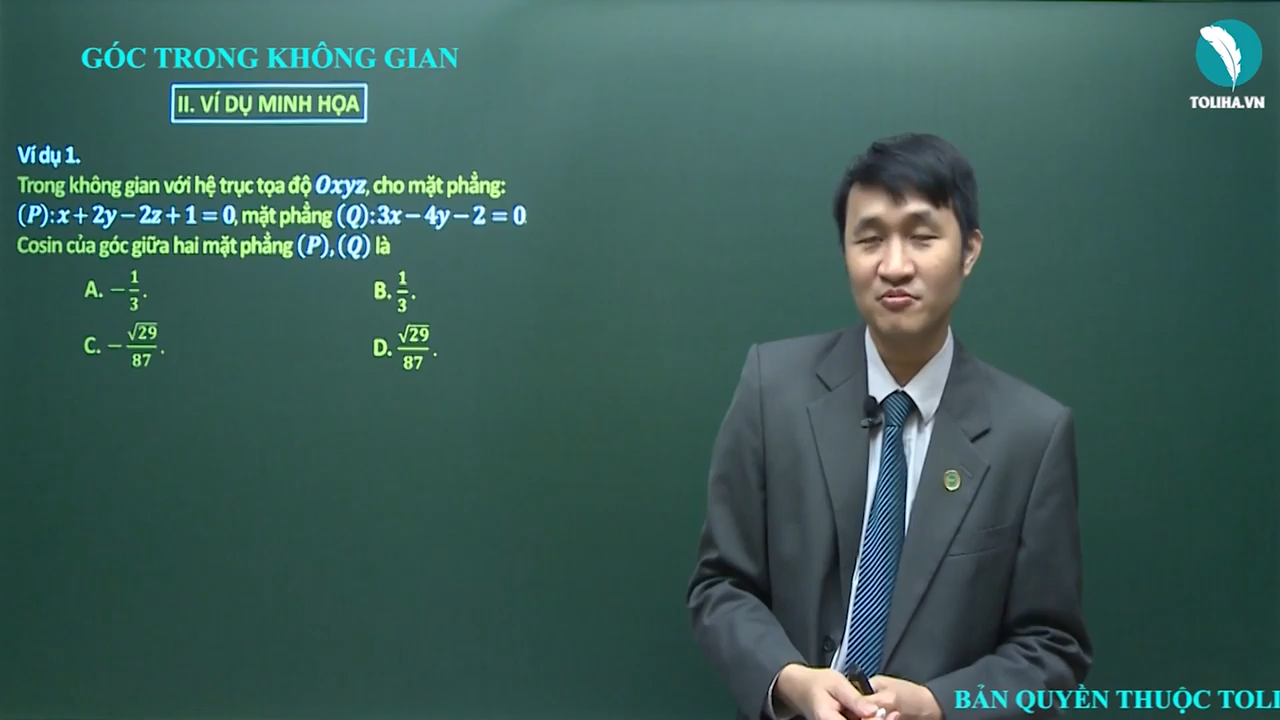 GÓC TRONG KHÔNG GIAN
II. VÍ DỤ MINH HỌA
Ví dụ 1.
Trong không gian với hệ trục tọa độ Oxyz, cho mặt phẳng:
(P): x + 2y − 2z + 1 = 0, mặt phẳng (Q): 3x − 4y − 2 = 0
Cosin của góc giữa hai mặt phẳng (P), (Q) là
A. −1/3. B. 1/3.
C. −√29/87. D. √29/87.
TOLIHA.VN
BẢN QUYỀN THUỘC